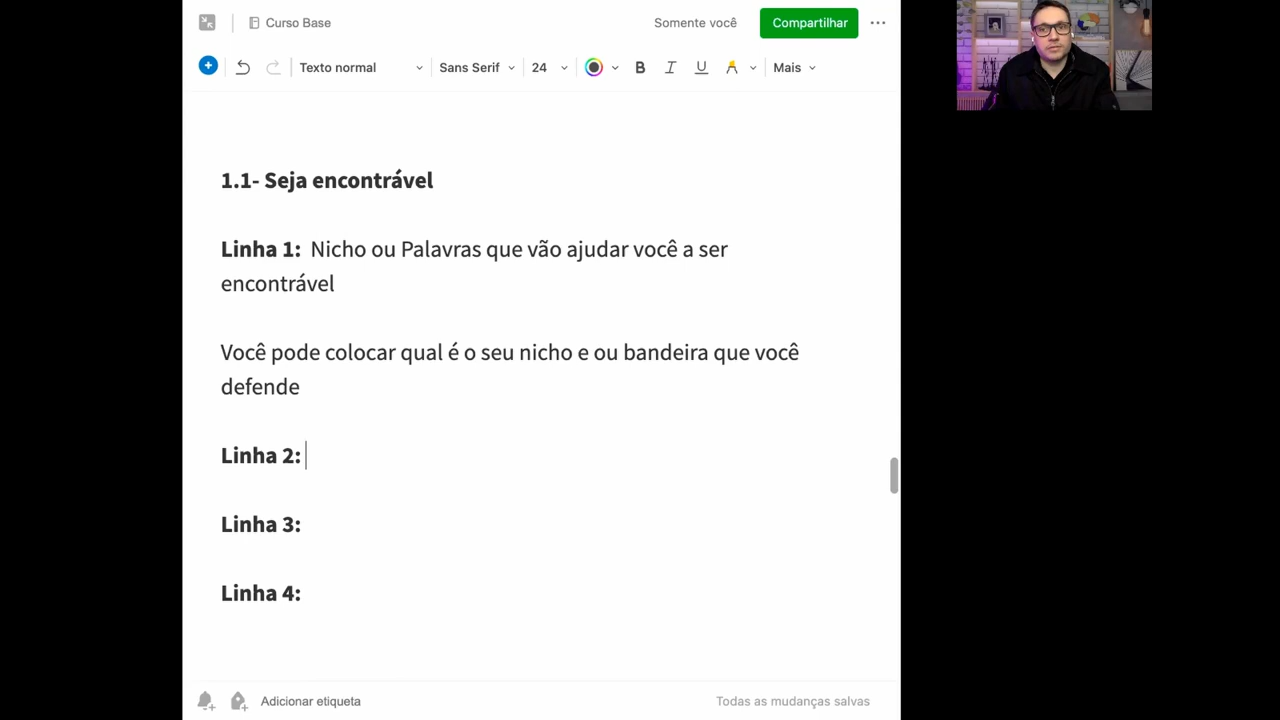 Curso Base
Somente você
Compartilhar
Texto normal
Sans Serif
24
B
I
U
Mais
1.1- Seja encontrável
Linha 1: Nicho ou Palavras que vão ajudar você a ser
encontrável
Você pode colocar qual é o seu nicho e ou bandeira que você
defende
Linha 2:
Linha 3:
Linha 4:
Adicionar etiqueta
Todas as mudanças salvas